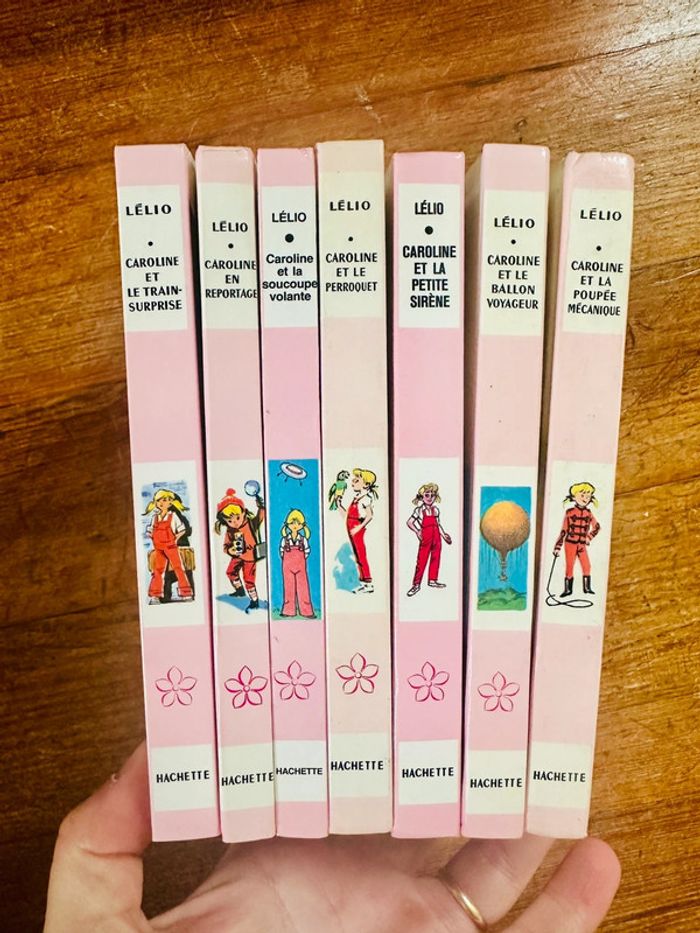 LÉLIO
CAROLINE
ET
LE TRAIN-
SURPRISE
HACHETTE
LÉLIO
CAROLINE
EN
REPORTAGE
HACHETTE
LÉLIO
Caroline
et la
soucoupe
volante
HACHETTE
LÉLIO
CAROLINE
ET LE
PERROQUET
HACHETTE
LÉLIO
CAROLINE
ET LA
PETITE
SIRÈNE
HACHETTE
LÉLIO
CAROLINE
ET LE
BALLON
VOYAGEUR
HACHETTE
LÉLIO
CAROLINE
ET LA
POUPÉE
MÉCANIQUE
HACHETTE